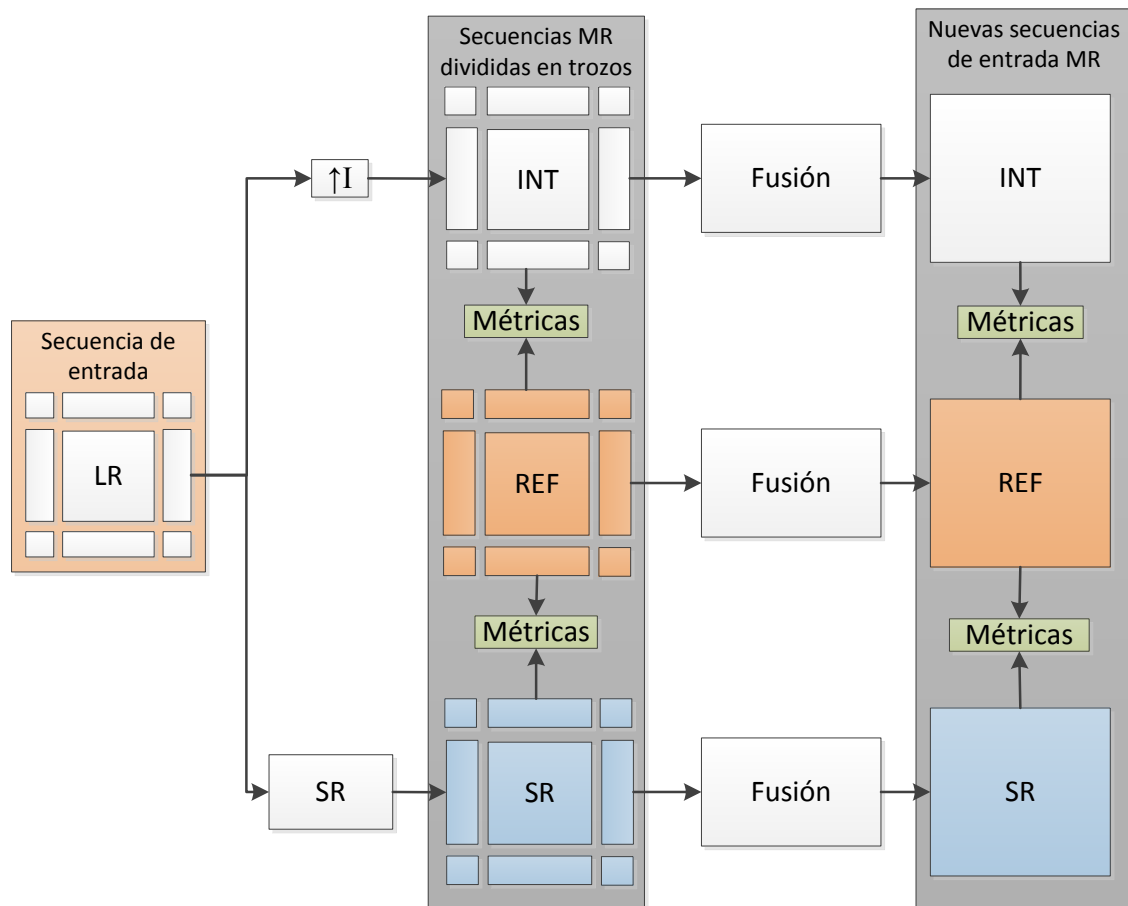 Secuencias MR
divididas en trozos
Nuevas secuencias
de entrada MR
↑I
INT
Fusión
INT
Métricas
Métricas
Secuencia de
entrada
LR
REF
Fusión
REF
Métricas
Métricas
SR
SR
Fusión
SR